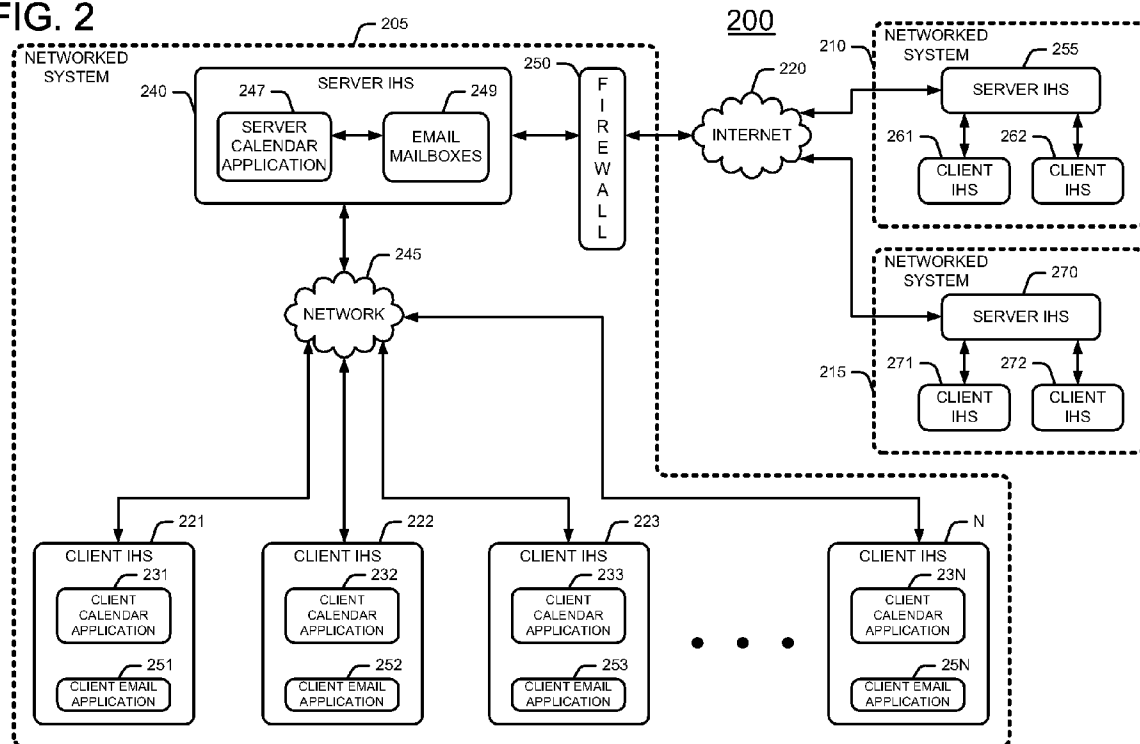 FIG. 2
200
205
NETWORKED
SYSTEM
SERVER IHS
240
247
249
SERVER
CALENDAR
APPLICATION
EMAIL
MAILBOXES
250
F
I
R
E
W
A
L
L
220
INTERNET
210
NETWORKED
SYSTEM
255
SERVER IHS
261
262
CLIENT
IHS
CLIENT
IHS
215
NETWORKED
SYSTEM
270
SERVER IHS
271
272
CLIENT
IHS
CLIENT
IHS
245
NETWORK
221
CLIENT IHS
231
CLIENT
CALENDAR
APPLICATION
251
CLIENT EMAIL
APPLICATION
222
CLIENT IHS
232
CLIENT
CALENDAR
APPLICATION
252
CLIENT EMAIL
APPLICATION
223
CLIENT IHS
233
CLIENT
CALENDAR
APPLICATION
253
CLIENT EMAIL
APPLICATION
N
CLIENT IHS
23N
CLIENT
CALENDAR
APPLICATION
25N
CLIENT EMAIL
APPLICATION